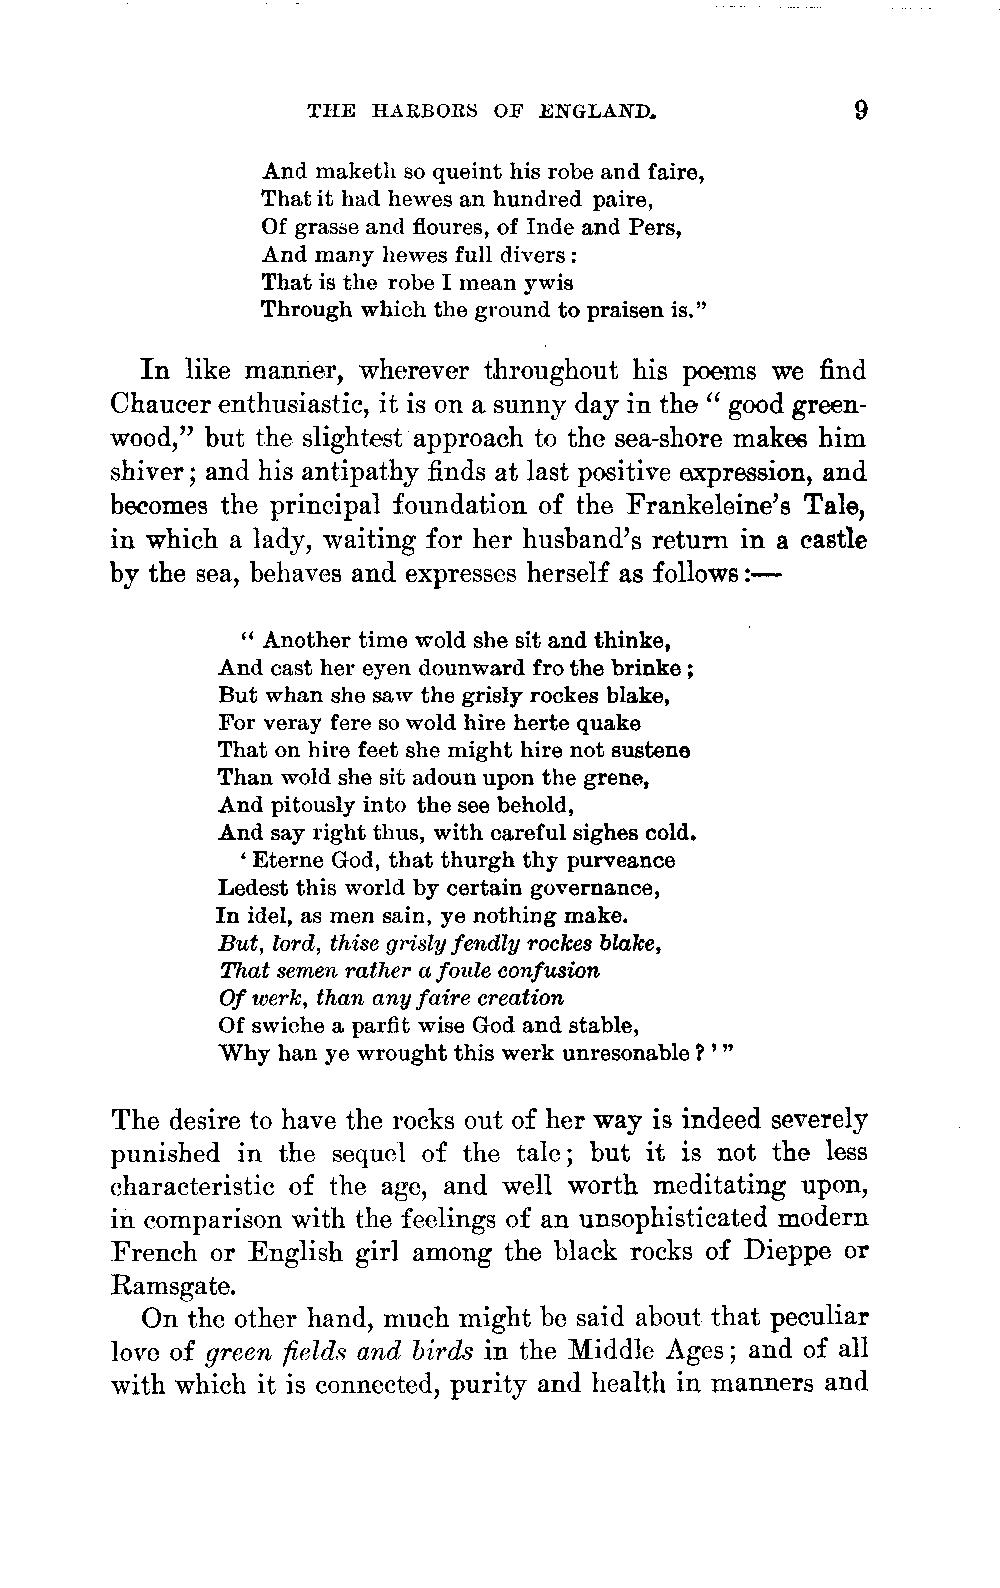 THE HARBORS OF ENGLAND. 9
And maketh so queint his robe and faire,
That it had hewes an hundred paire,
Of grasse and floures, of Inde and Pers,
And many hewes full divers :
That is the robe I mean ywis
Through which the ground to praisen is.”
In like manner, wherever throughout his poems we find
Chaucer enthusiastic, it is on a sunny day in the “ good green-
wood,” but the slightest approach to the sea-shore makes him
shiver ; and his antipathy finds at last positive expression, and
becomes the principal foundation of the Frankeleine’s Tale,
in which a lady, waiting for her husband’s return in a castle
by the sea, behaves and expresses herself as follows :—
“ Another time wold she sit and thinke,
And cast her eyen dounward fro the brinke ;
But whan she saw the grisly rockes blake,
For veray fere so wold hire herte quake
That on hire feet she might hire not sustene
Than wold she sit adoun upon the grene,
And pitously into the see behold,
And say right thus, with careful sighes cold.
‘ Eterne God, that thurgh thy purveance
Ledest this world by certain governance,
In idel, as men sain, ye nothing make.
But, lord, thise grisly fendly rockes blake,
That semen rather a foule confusion
Of werk, than any faire creation
Of swiche a parfit wise God and stable,
Why han ye wrought this werk unresonable ? ’ ”
The desire to have the rocks out of her way is indeed severely
punished in the sequel of the tale ; but it is not the less
characteristic of the age, and well worth meditating upon,
in comparison with the feelings of an unsophisticated modern
French or English girl among the black rocks of Dieppe or
Ramsgate.
On the other hand, much might be said about that peculiar
love of green fields and birds in the Middle Ages ; and of all
with which it is connected, purity and health in manners and